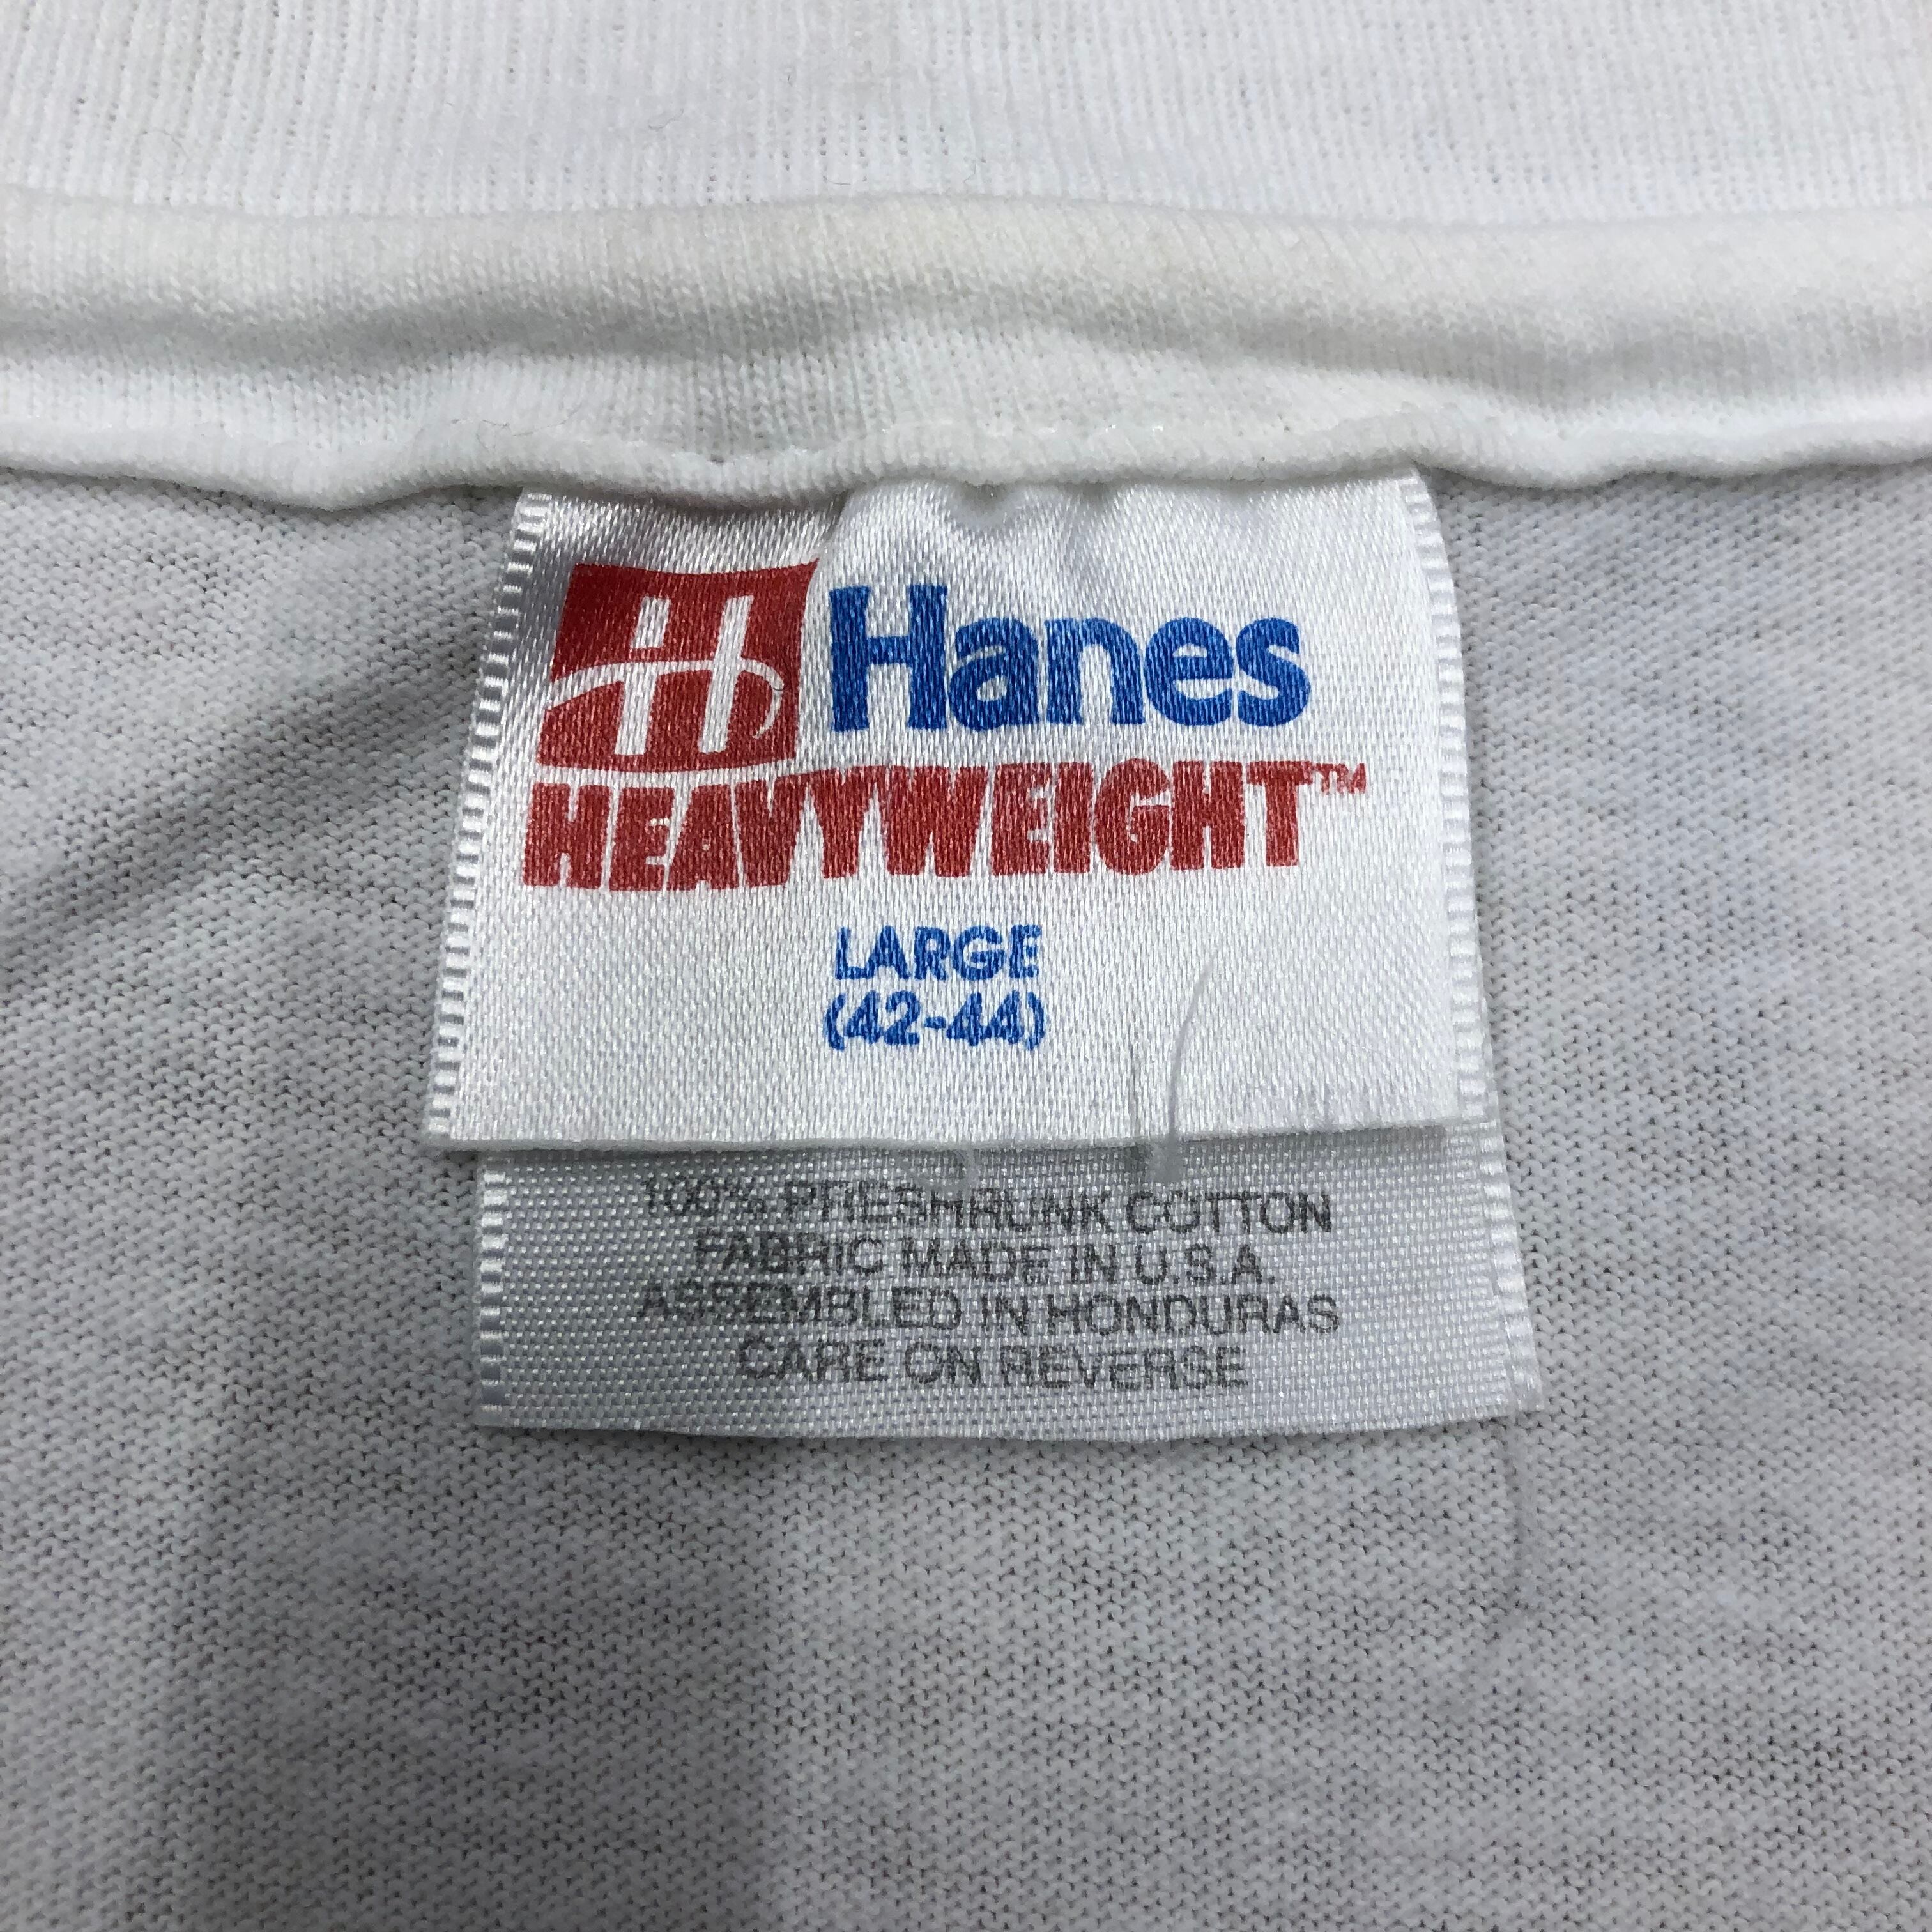 H Hanes
HEAVYWEIGHT™
LARGE
(42-44)
100% PRESHRUNK COTTON
FABRIC MADE IN U.S.A.
ASSEMBLED IN HONDURAS
CARE ON REVERSE